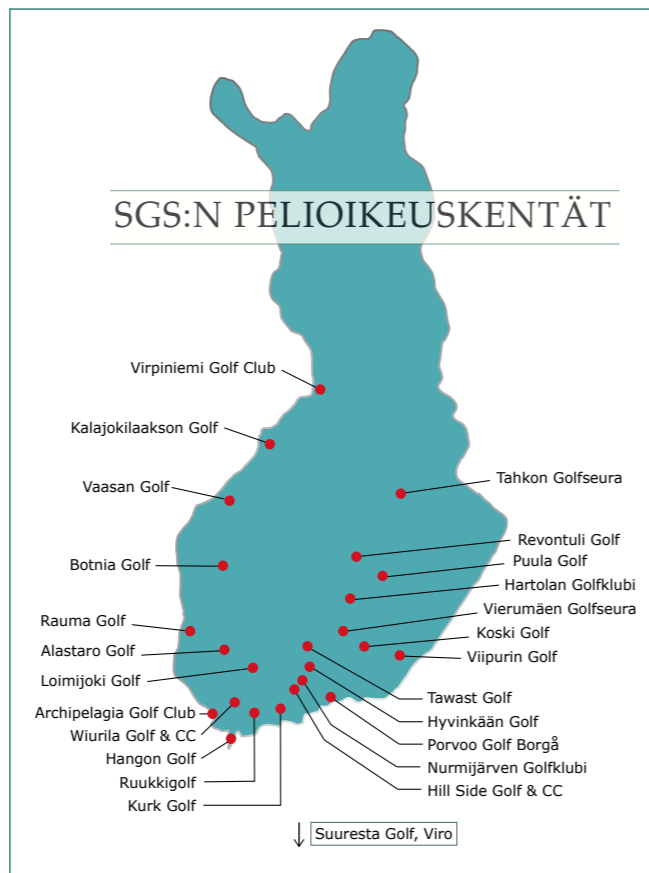 SGS:N PELIOIKEUSKENTÄT
Virpiniemi Golf Club
Kalajokilaakson Golf
Vaasan Golf
Botnia Golf
Rauma Golf
Alastaro Golf
Loimijoki Golf
Archipelagia Golf Club
Wiurila Golf & CC
Hangon Golf
Ruukkigolf
Kurk Golf
Tahkon Golfseura
Revontuli Golf
Puula Golf
Hartolan Golfklubi
Vierumäen Golfseura
Koski Golf
Viipurin Golf
Tawast Golf
Hyvinkään Golf
Porvoo Golf Borgå
Nurmijärven Golfklubi
Hill Side Golf & CC
Suuresta Golf, Viro